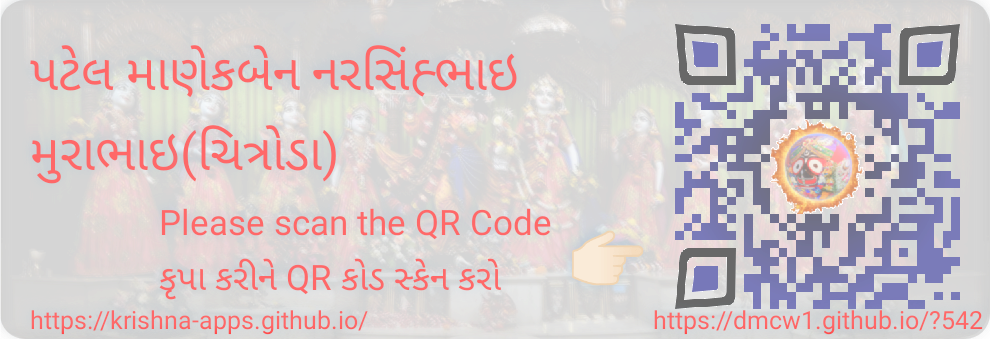 પટેલ માણેકબેન નરસિંહભાઇ
મુરાભાઇ(ચિત્રોડા)
Please scan the QR Code
કૃપા કરીને QR કોડ સ્કેન કરો
https://krishna-apps.github.io/
https://dmcw1.github.io/?542